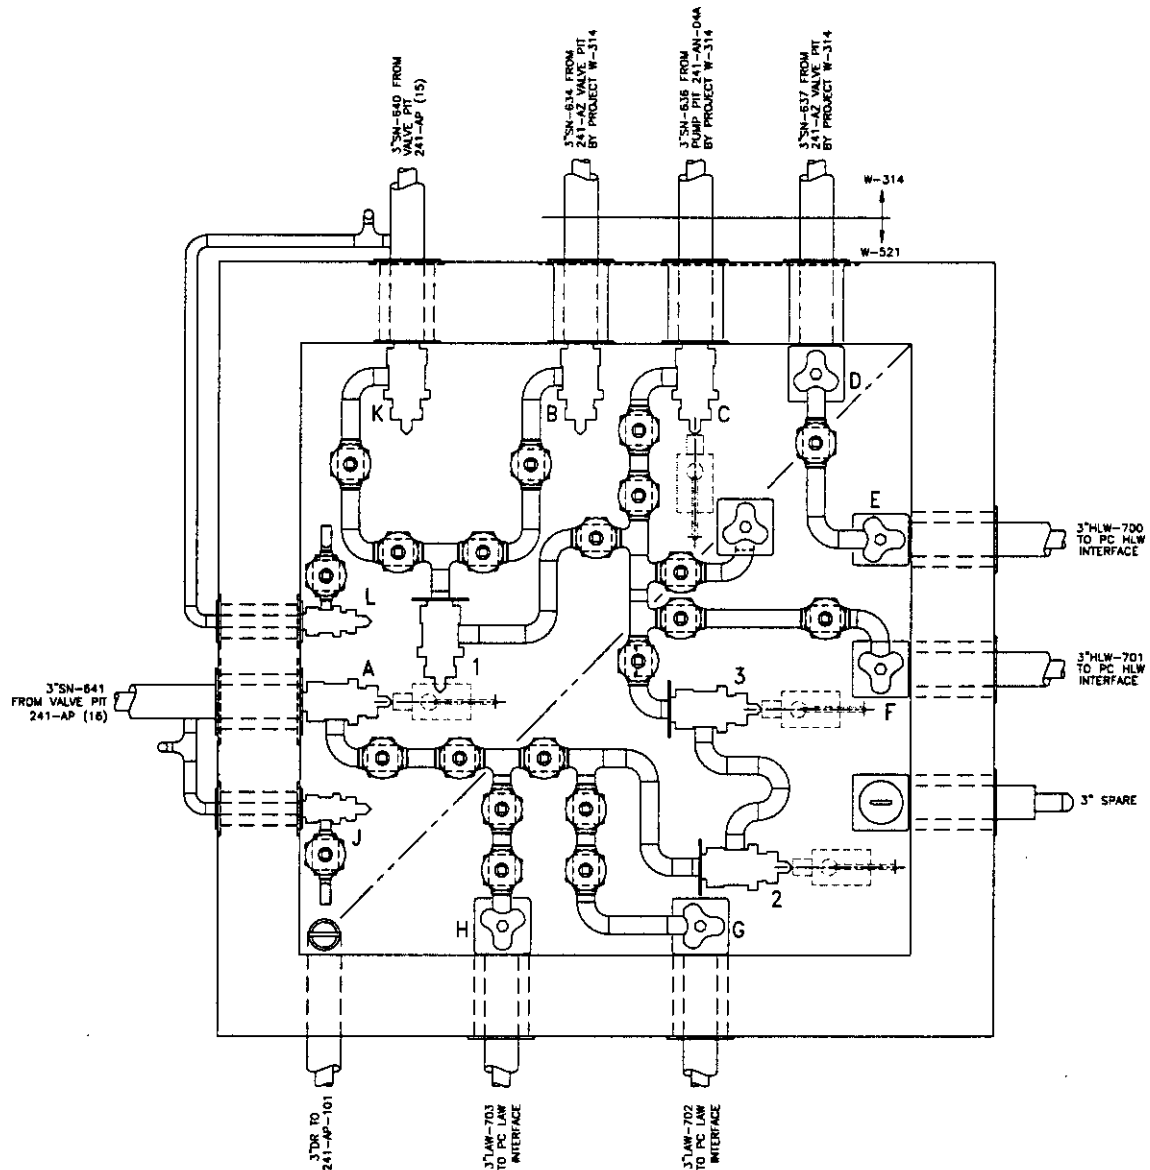 3"SN-640 FROM
VALVE PIT
241-AP (15)
3"SN-634 FROM
241-AZ VALVE PIT
BY PROJECT W-314
3"SN-636 FROM
PUMP PIT 241-AN-04A
BY PROJECT W-314
3"SN-637 FROM
241-AZ VALVE PIT
BY PROJECT W-314
W-314
W-521
K
B
C
D
E
3"HLW-700
TO PC HLW
INTERFACE
L
A
1
3
3"SN-641
FROM VALVE PIT
241-AP (16)
3"HLW-701
TO PC HLW
INTERFACE
F
3" SPARE
J
2
H
G
3"DR TO
241-AP-101
3"LAW-703
TO PC LAW
INTERFACE
3"LAW-702
TO PC LAW
INTERFACE